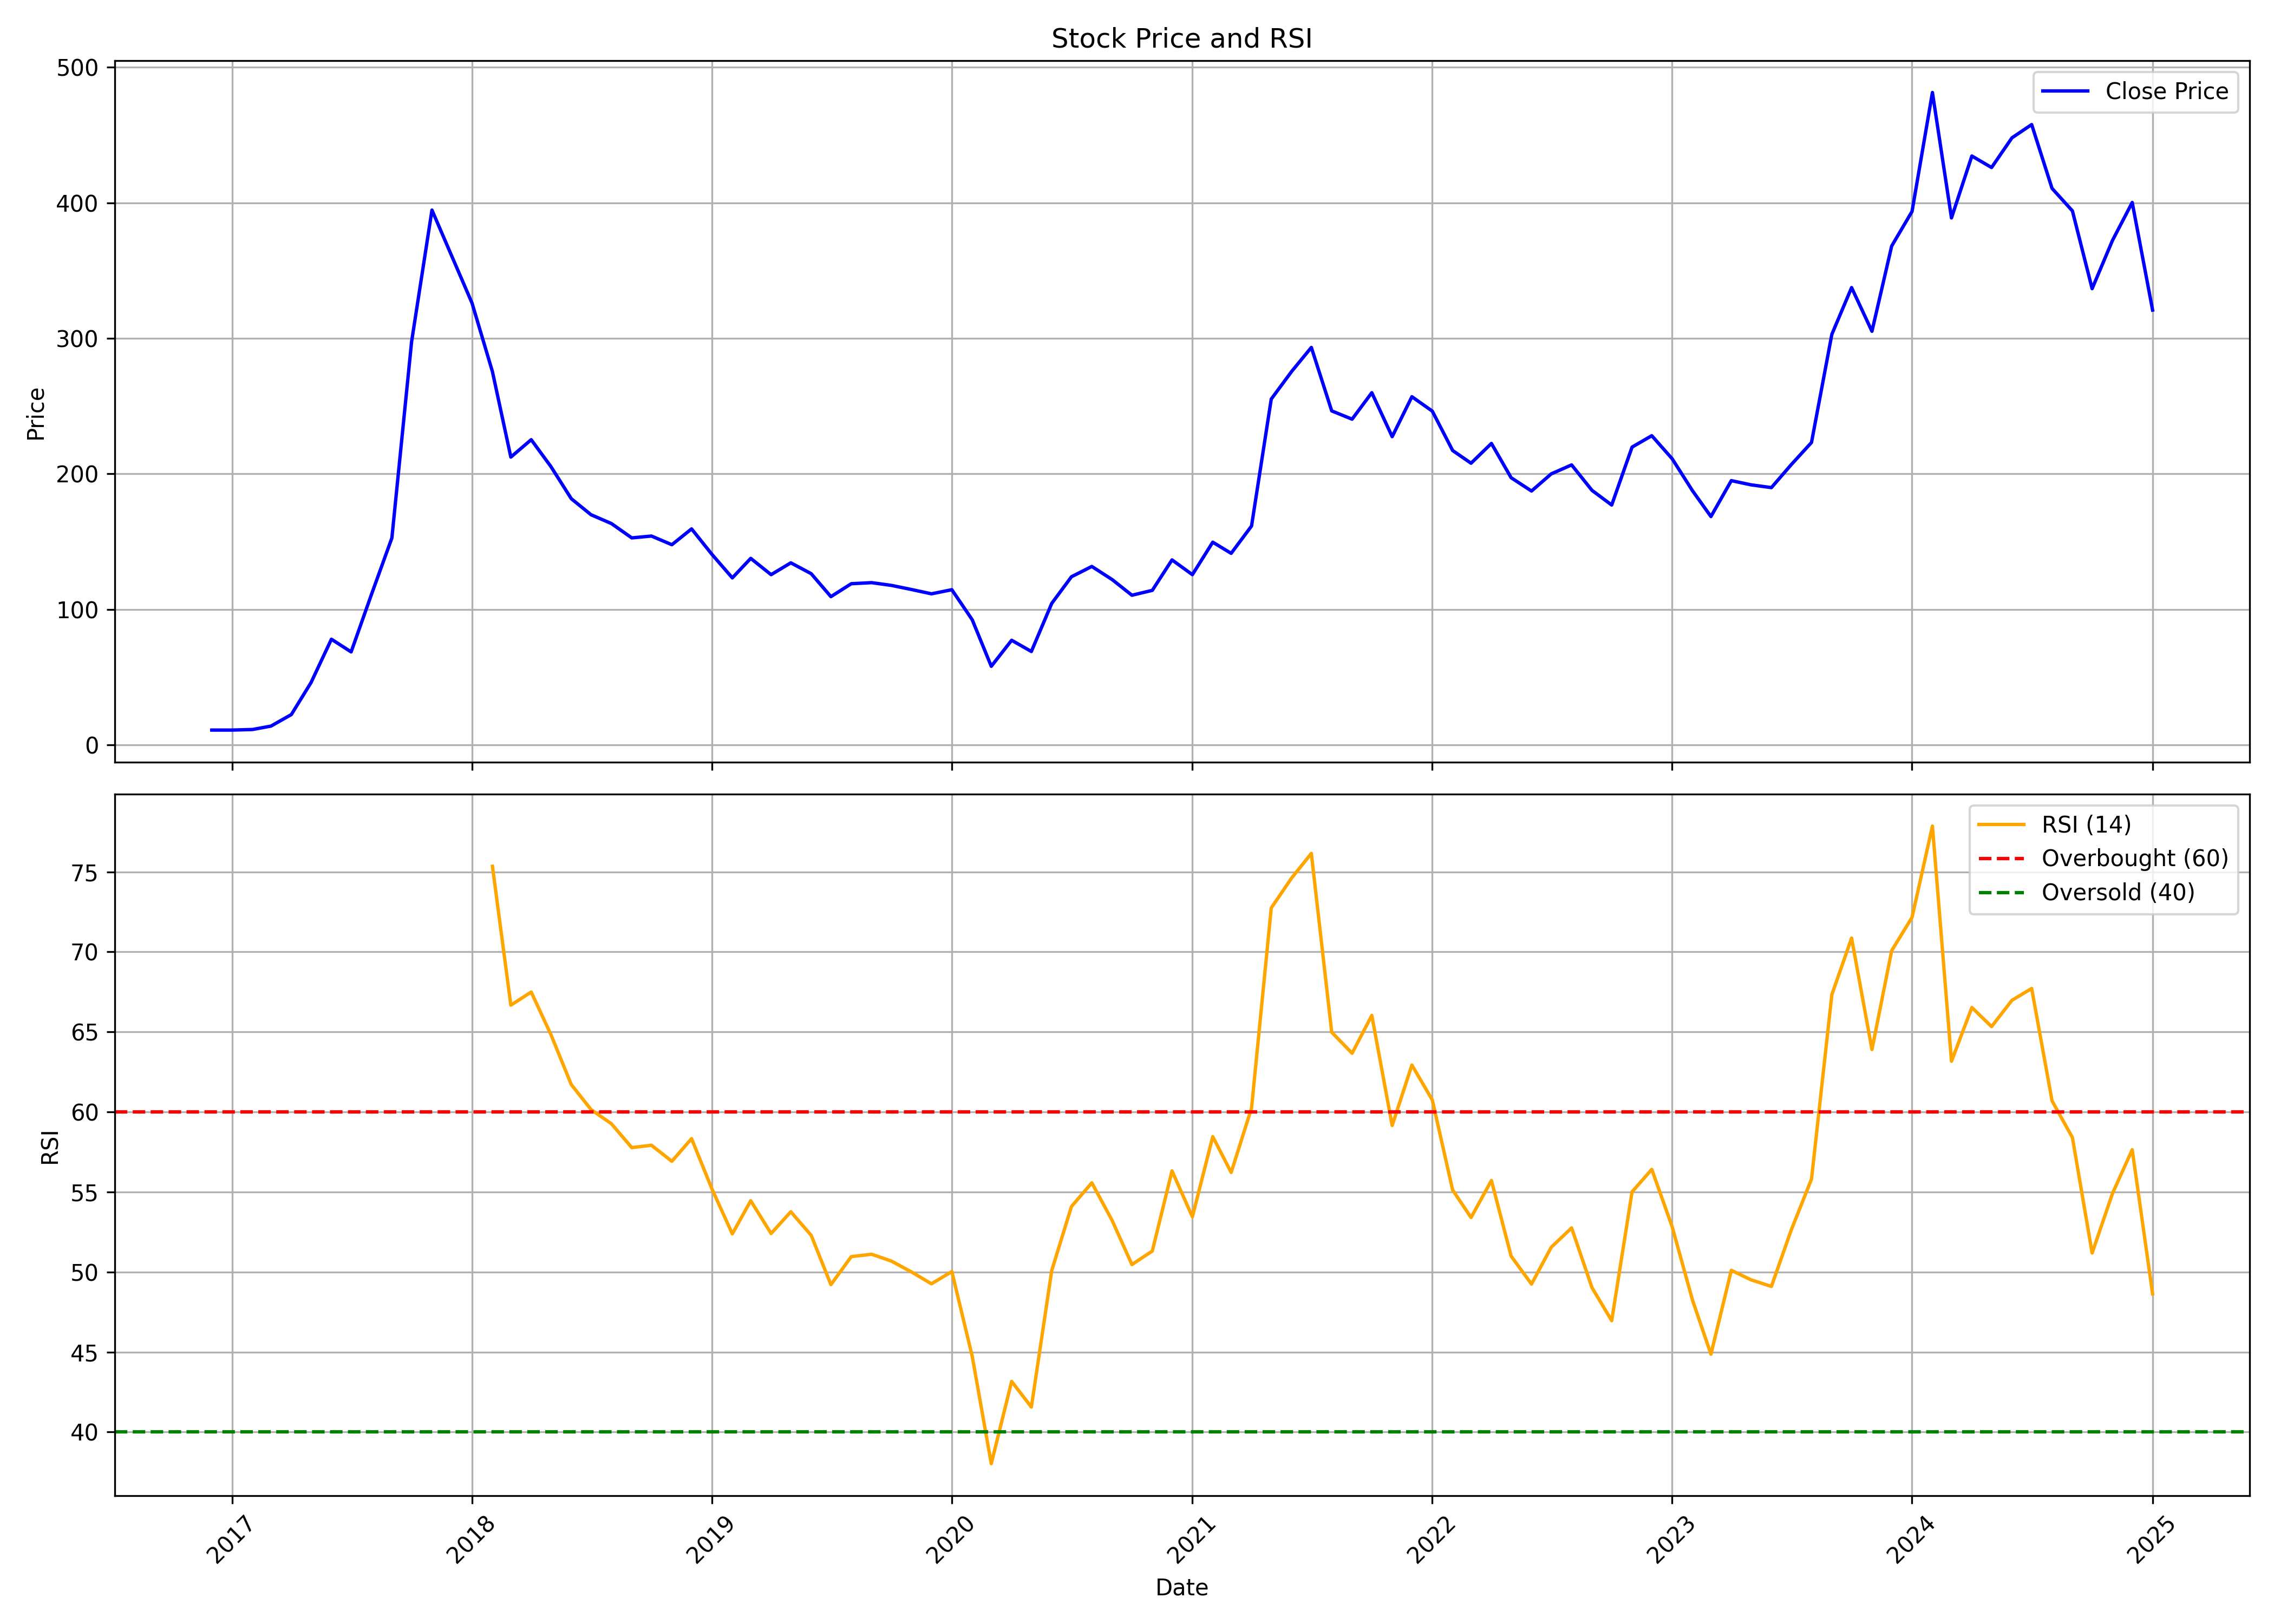 Stock Price and RSI
500
400
300
200
100
0
Price
Close Price
75
70
65
60
55
50
45
40
RSI
RSI (14)
Overbought (60)
Oversold (40)
2017
2018
2019
2020
2021
2022
2023
2024
2025
Date